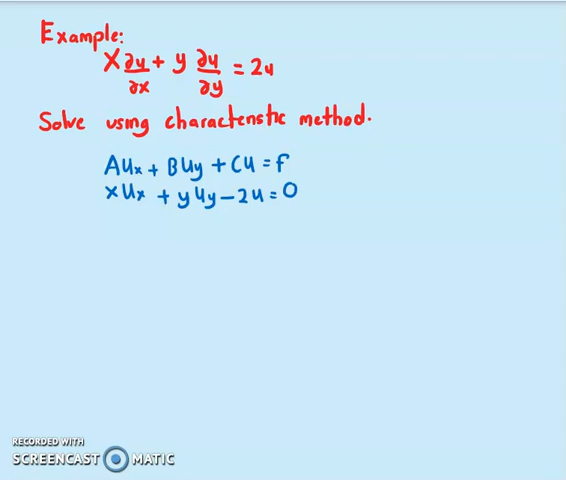 Example:
x ∂u/∂x + y ∂u/∂y = 2u
Solve using characteristic method.
Aux + Buy + Cu = f
xux + yuy - 2u = 0
RECORDED WITH
SCREENCAST MATIC